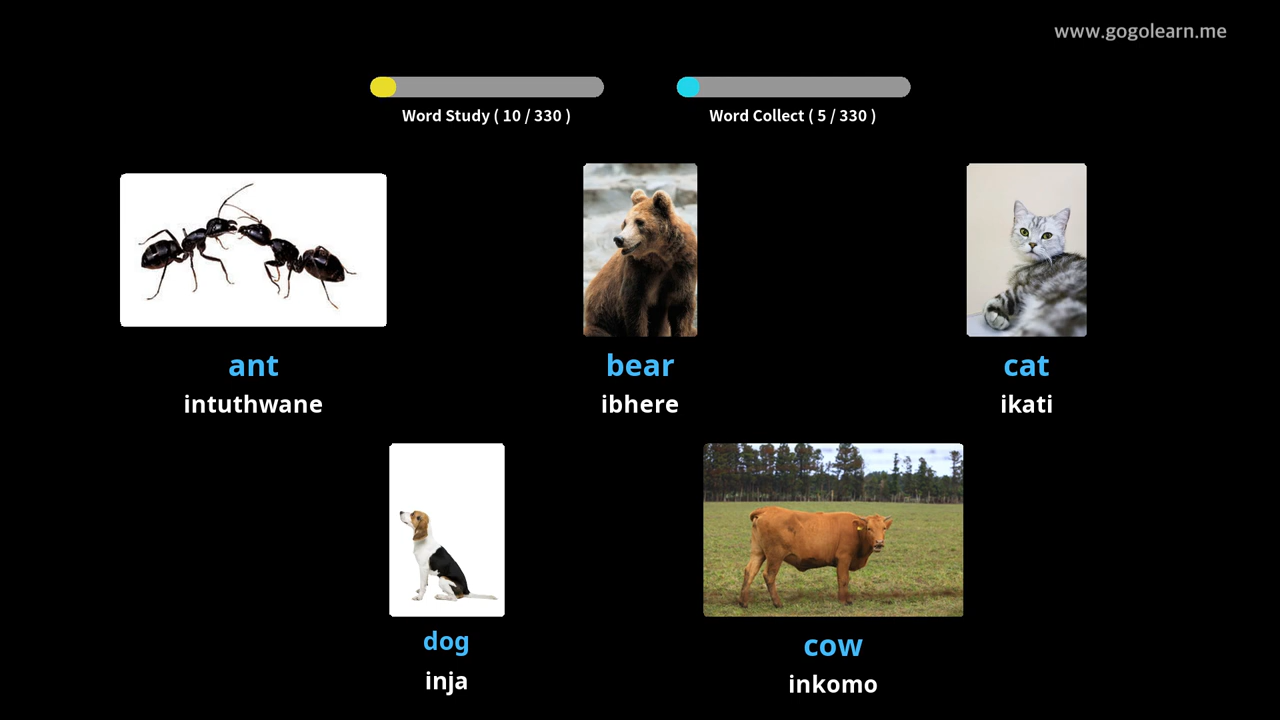 www.gogolearn.me
Word Study ( 10 / 330 )
Word Collect ( 5 / 330 )
ant
intuthwane
bear
ibhere
cat
ikati
dog
inja
cow
inkomo